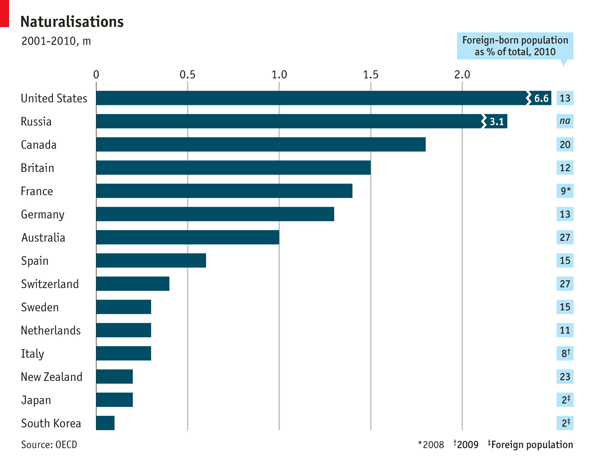 Naturalisations
2001-2010, m
Foreign-born population
as % of total, 2010
0 0.5 1.0 1.5 2.0
United States 6.6 13
Russia 3.1 na
Canada 20
Britain 12
France 9*
Germany 13
Australia 27
Spain 15
Switzerland 27
Sweden 15
Netherlands 11
Italy 8†
New Zealand 23
Japan 2‡
South Korea 2‡
Source: OECD *2008 †2009 ‡Foreign population